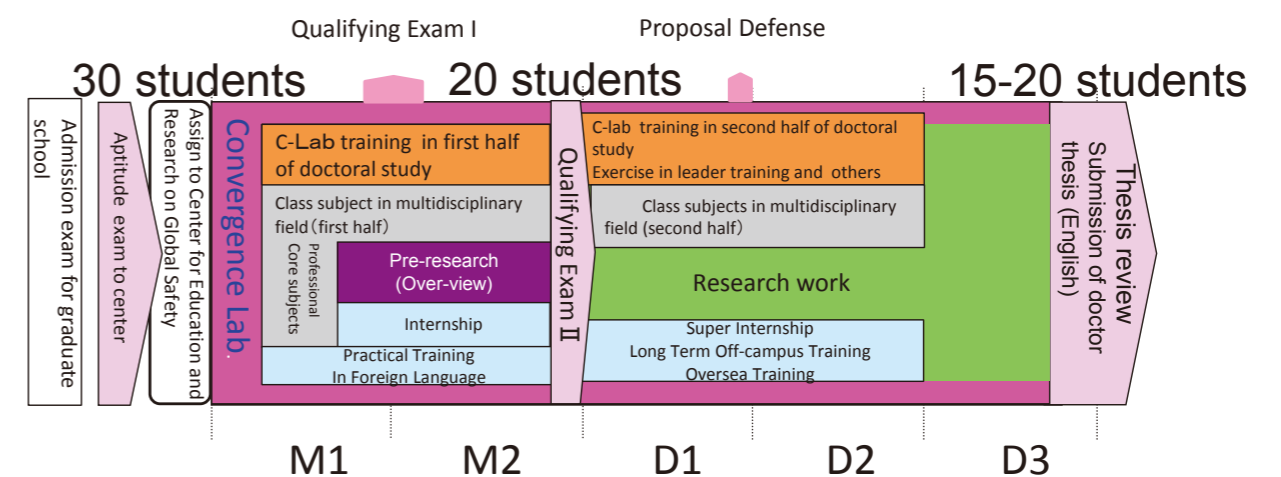 Qualifying Exam I
Proposal Defense
30 students
20 students
15-20 students
Admission exam for graduate
school
Aptitude exam to center
Assign to Center for Education and
Research on Global Safety
Convergence Lab.
C-Lab training in first half
of doctoral study
Class subject in multidisciplinary
field(first half)
Professional
Core subjects
Pre-research
(Over-view)
Internship
Practical Training
In Foreign Language
Qualifying Exam Ⅱ
C-lab training in second half of doctoral
study
Exercise in leader training and others
Class subjects in multidisciplinary
field (second half)
Research work
Super Internship
Long Term Off-campus Training
Oversea Training
Thesis review
Submission of doctor
thesis (English)
M1
M2
D1
D2
D3